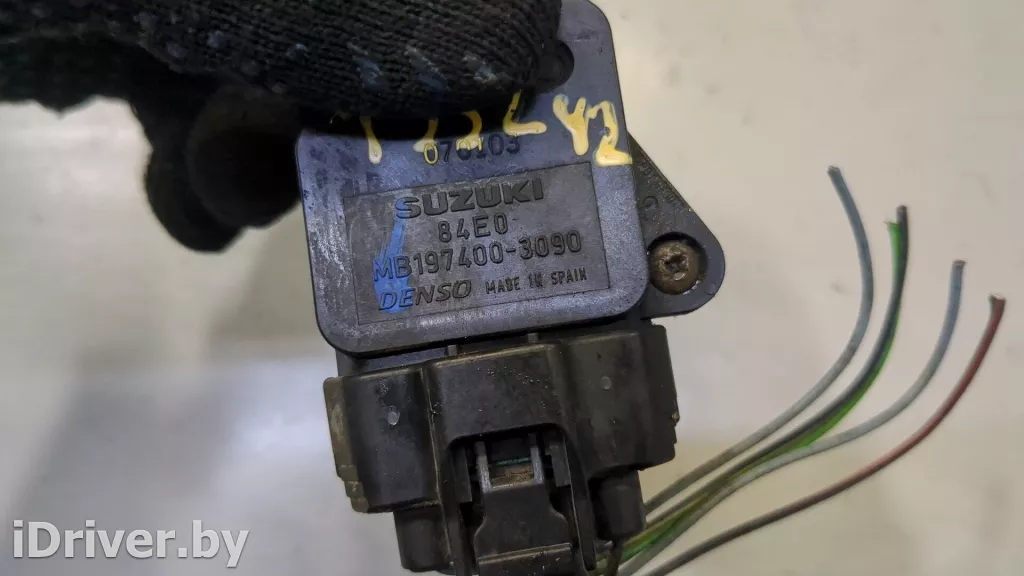 070103
SUZUKI
84E0
MB197400-3090
DENSO MADE IN SPAIN
iDriver.by